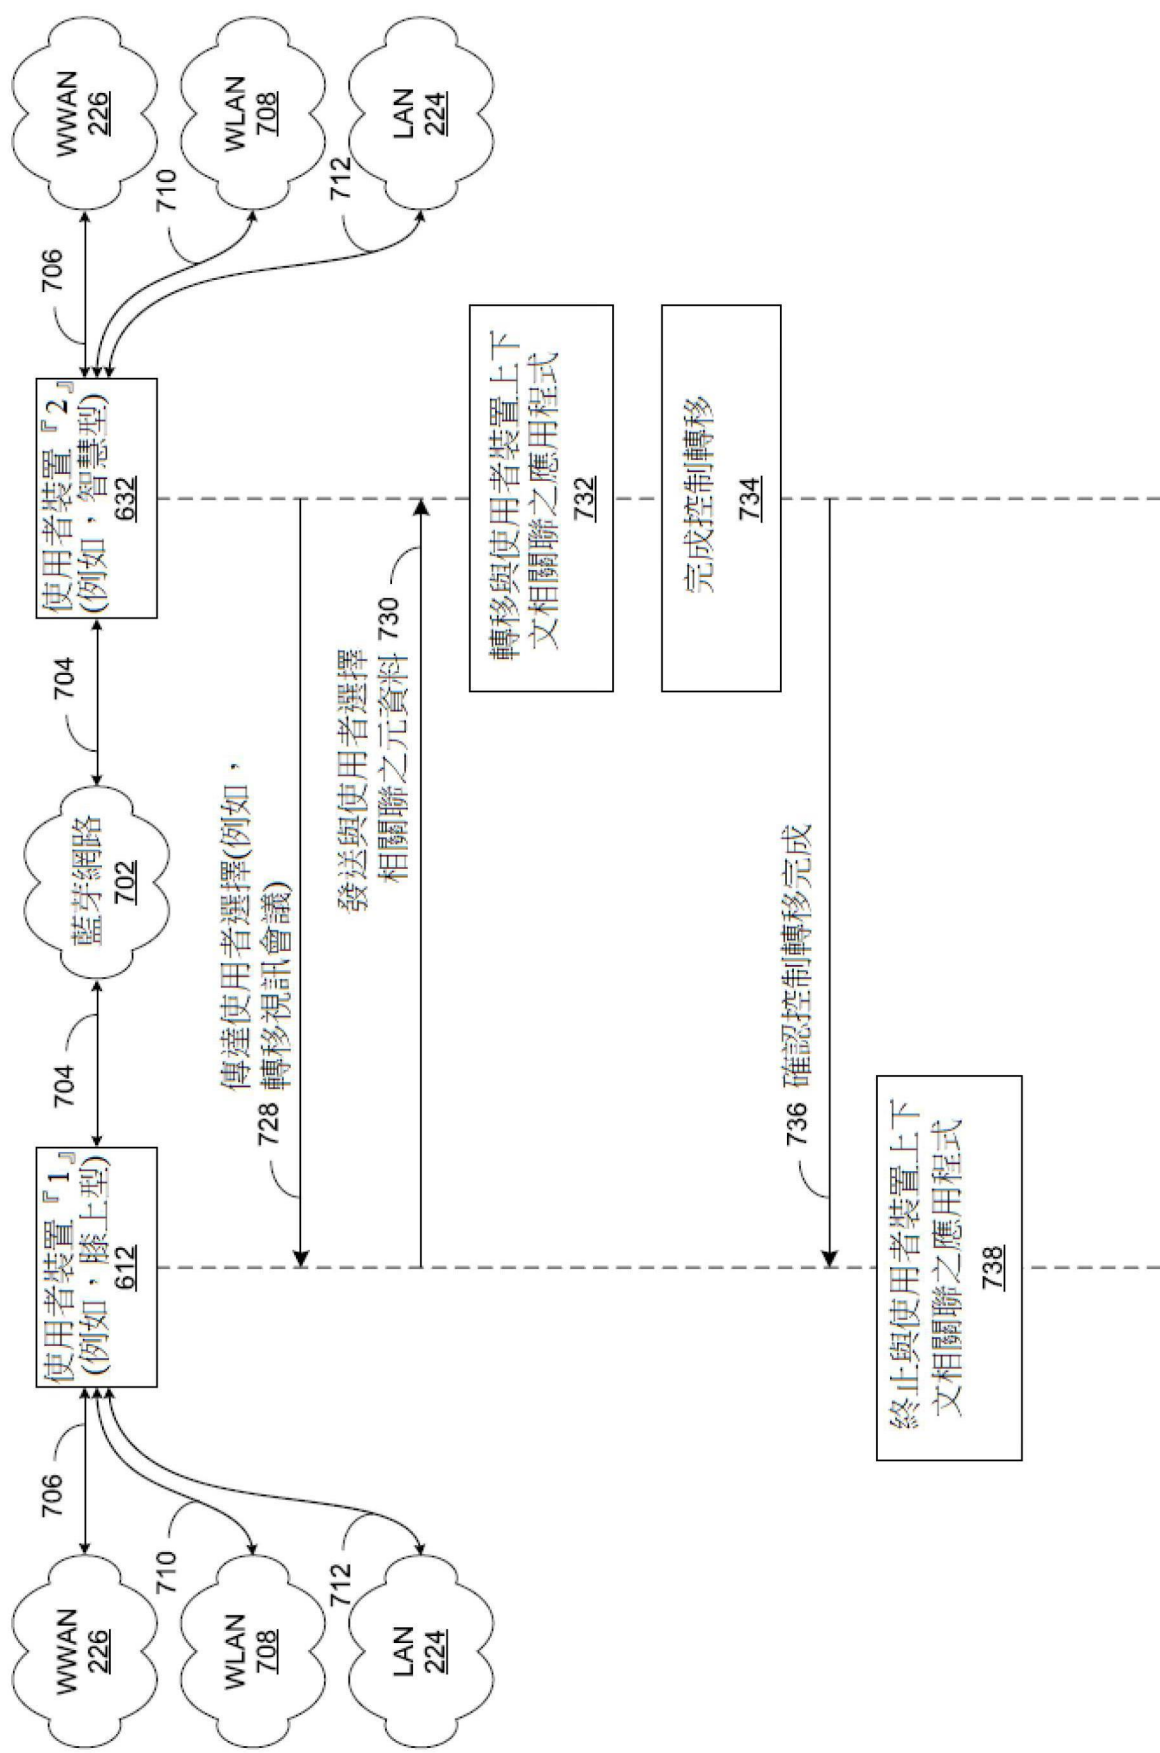 WWAN
226
706
使用者裝置『1』
(例如，膝上型)
612
704
藍芽網路
702
704
使用者裝置『2』
(例如，智慧型)
632
706
WWAN
226
710
WLAN
708
710
WLAN
708
712
LAN
224
712
LAN
224
傳達使用者選擇(例如，
728 轉移視訊會議)
發送與使用者選擇
相關聯之元資料 730
轉移與使用者裝置上下
文相關聯之應用程式
732
完成控制轉移
734
736 確認控制轉移完成
終止與使用者裝置上下
文相關聯之應用程式
738